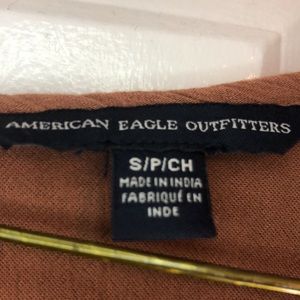 AMERICAN EAGLE OUTFITTERS
S/P/CH
MADE IN INDIA
FABRIQUÉ EN
INDE